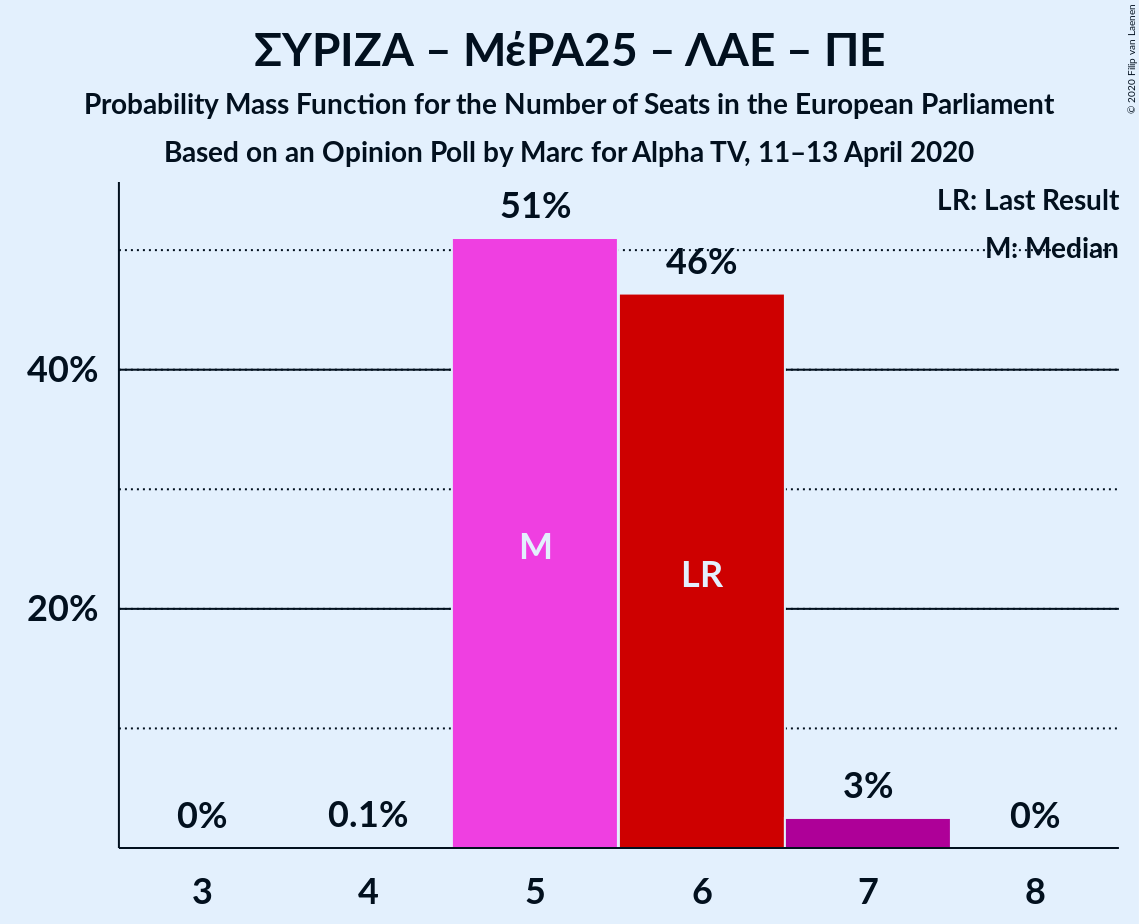 ΣΥΡΙΖΑ – ΜέΡΑ25 – ΛΑΕ – ΠΕ
Probability Mass Function for the Number of Seats in the European Parliament
Based on an Opinion Poll by Marc for Alpha TV, 11–13 April 2020
© 2020 Filip van Laenen
LR: Last Result
M: Median
51%
46%
40%
M
LR
20%
3%
0%
0.1%
0%
3 4 5 6 7 8